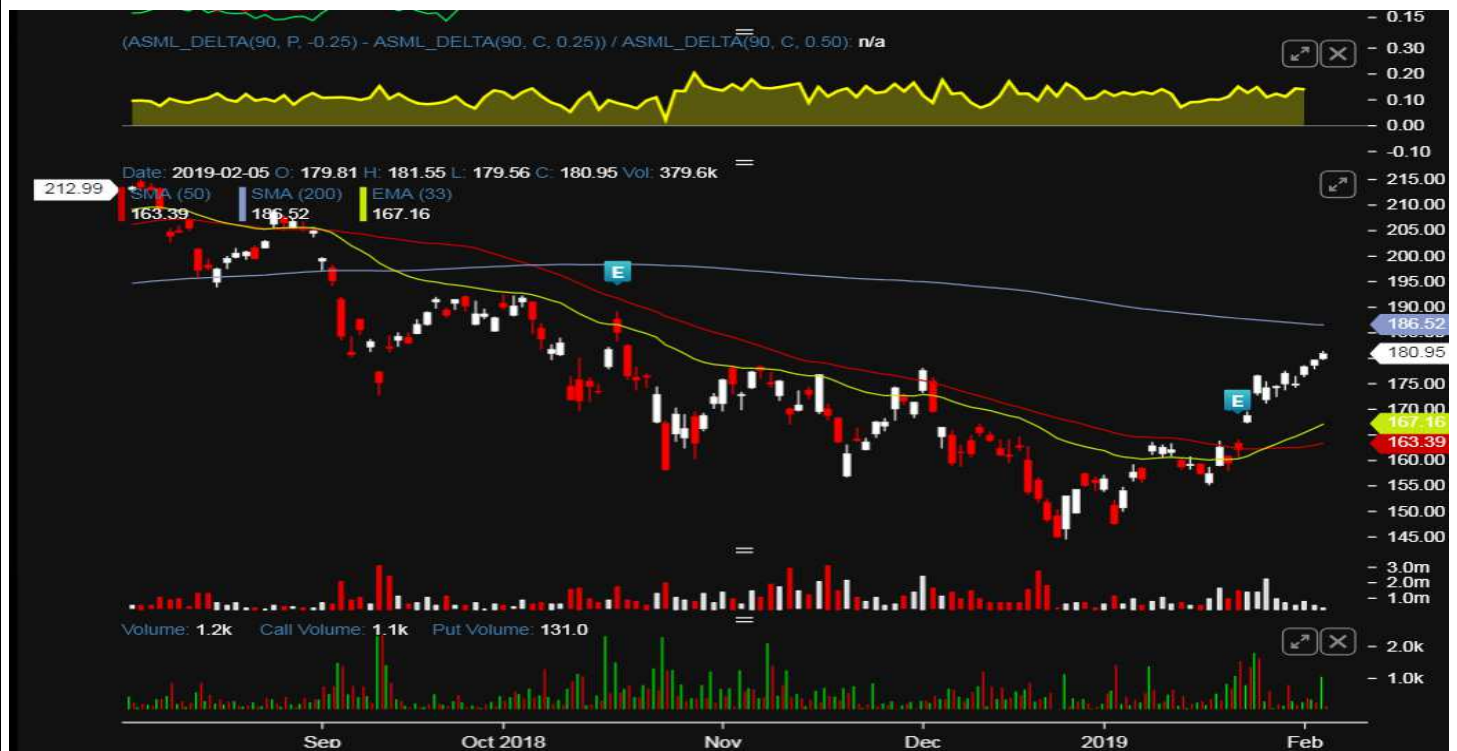 0.15
(ASML_DELTA(90, P, -0.25) - ASML_DELTA(90, C, 0.25)) / ASML_DELTA(90, C, 0.50): n/a
0.30
0.20
0.10
0.00
-0.10
Date: 2019-02-05 O: 179.81 H: 181.55 L: 179.56 C: 180.95 Vol: 379.6k
215.00
212.99
SMA (50) SMA (200) EMA (33)
163.39 186.52 167.16
210.00
205.00
200.00
E
195.00
190.00
186.52
180.95
175.00
E
170.00
167.16
163.39
160.00
155.00
150.00
145.00
3.0m
2.0m
1.0m
Volume: 1.2k Call Volume: 1.1k Put Volume: 131.0
2.0k
1.0k
Sep Oct 2018 Nov Dec 2019 Feb